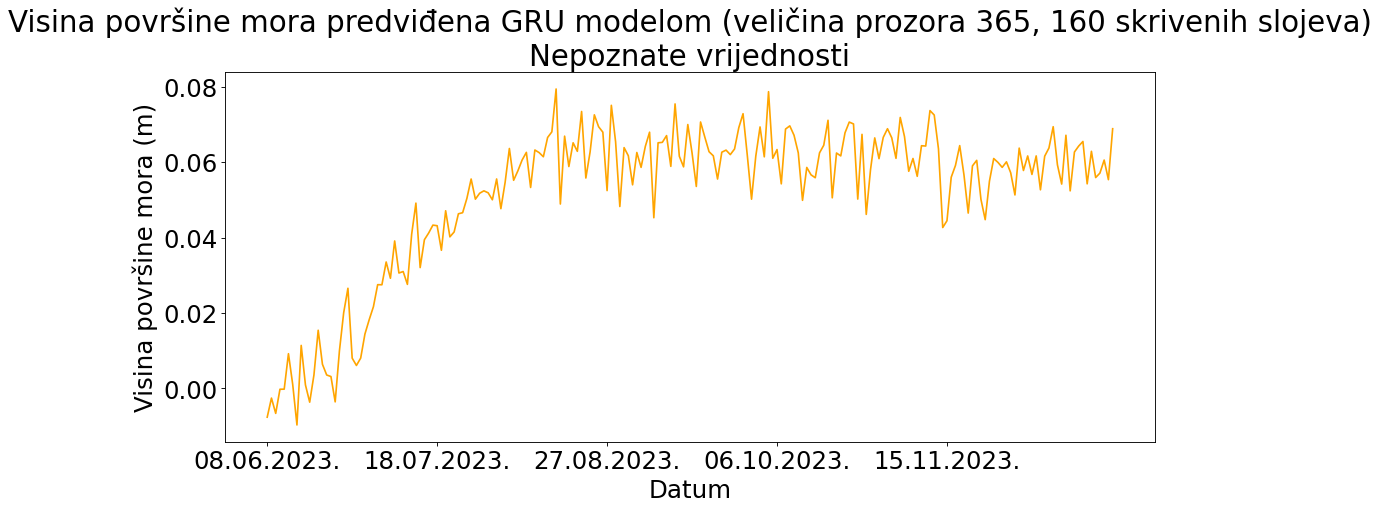 Visina površine mora predviđena GRU modelom (veličina prozora 365, 160 skrivenih slojeva)
Nepoznate vrijednosti
Visina površine mora (m)
0.08
0.06
0.04
0.02
0.00
08.06.2023. 18.07.2023. 27.08.2023. 06.10.2023. 15.11.2023.
Datum